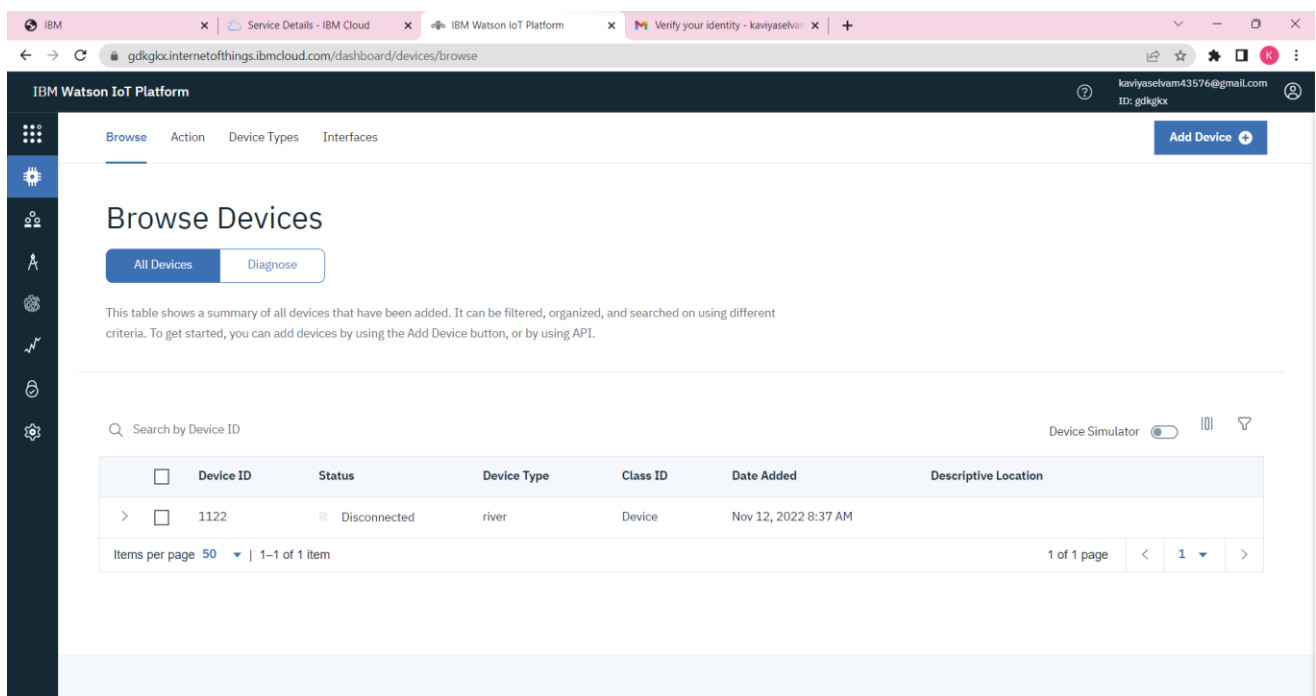 IBM Service Details - IBM Cloud IBM Watson IoT Platform Verify your identity - kaviyaselva
gdkgkx.internetofthings.ibmcloud.com/dashboard/devices/browse K
IBM Watson IoT Platform
kaviyaselvam43576@gmail.com
ID: gdkgkx
Browse Action Device Types Interfaces Add Device
Browse Devices
All Devices Diagnose
This table shows a summary of all devices that have been added. It can be filtered, organized, and searched on using different
criteria. To get started, you can add devices by using the Add Device button, or by using API.
Search by Device ID Device Simulator
Device ID Status Device Type Class ID Date Added Descriptive Location
1122 Disconnected river Device Nov 12, 2022 8:37 AM
Items per page 50 | 1–1 of 1 item 1 of 1 page 1